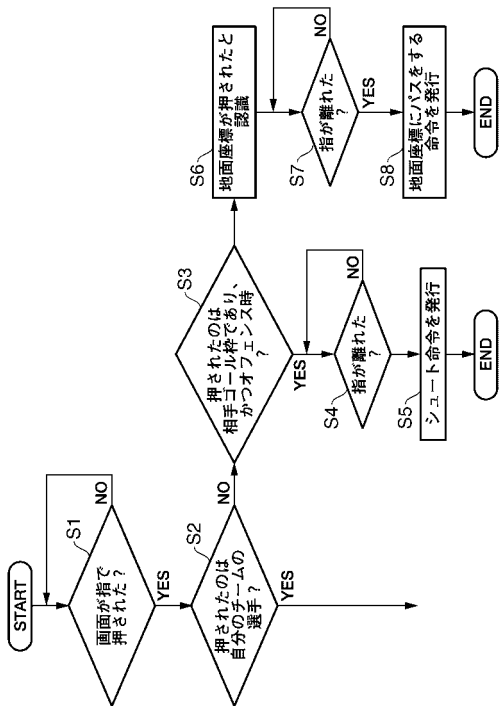 START
S1
画面が指で
押された?
NO
YES
S2
押されたのは
自分のチームの
選手?
NO
YES
S3
押されたのは
相手ゴール枠であり、
かつオフェンス時
?
YES
S4
指が離れた
?
NO
S5
シュート命令を発行
END
S6
地面座標が押されたと
認識
S7
指が離れた
?
NO
YES
S8
地面座標にパスをする
命令を発行
END